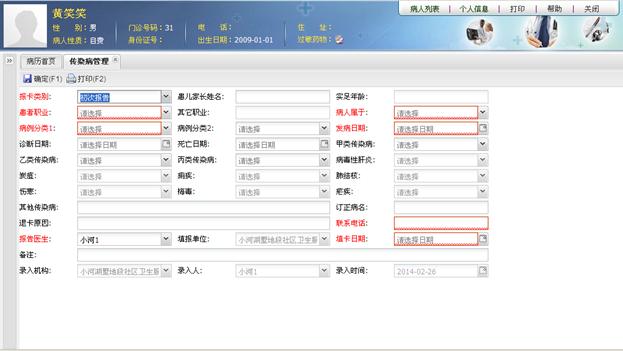 病人列表 | 个人信息 | 打印 | 帮助 | 关闭
黄笑笑
性 别：男 门诊号码：31 电 话： 住 址：
病人性质：自费 身份证号： 出生日期：2009-01-01 过敏药物：
病历首页 传染病管理
确定(F1) 打印(F2)
报卡类别： 初次报告 患儿家长姓名： 实足年龄：
患者职业： 请选择 其它职业： 病人属于： 请选择
病例分类1： 请选择 病例分类2： 请选择 发病日期： 请选择日期
诊断日期： 请选择日期 死亡日期： 请选择日期 甲类传染病： 请选择
乙类传染病： 请选择 丙类传染病： 请选择 病毒性肝炎： 请选择
炭疽： 请选择 痢疾： 请选择 肺结核： 请选择
伤寒： 请选择 梅毒： 请选择 疟疾： 请选择
其他传染病： 订正病名：
退卡原因： 联系电话：
报告医生： 小河1 填报单位： 小河湖墅地段社区卫生服 填卡日期： 请选择日期
备注：
录入机构： 小河湖墅地段社区卫生服 录入人： 小河1 录入时间： 2014-02-26